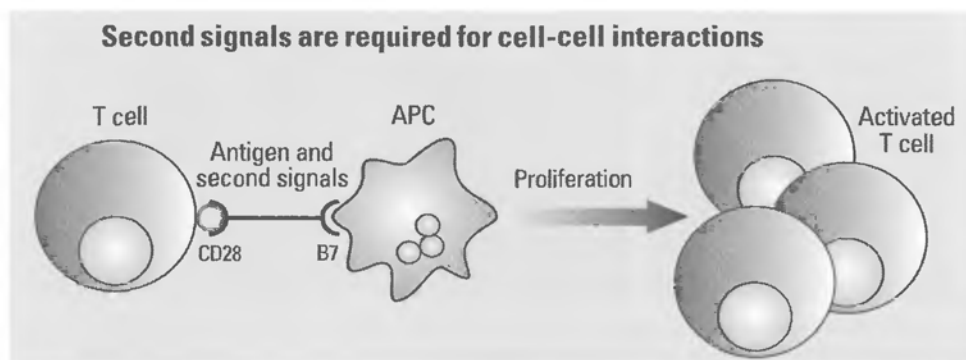 Second signals are required for cell-cell interactions
T cell
Antigen and
second signals
APC
Proliferation
Activated
T cell
CD28
B7